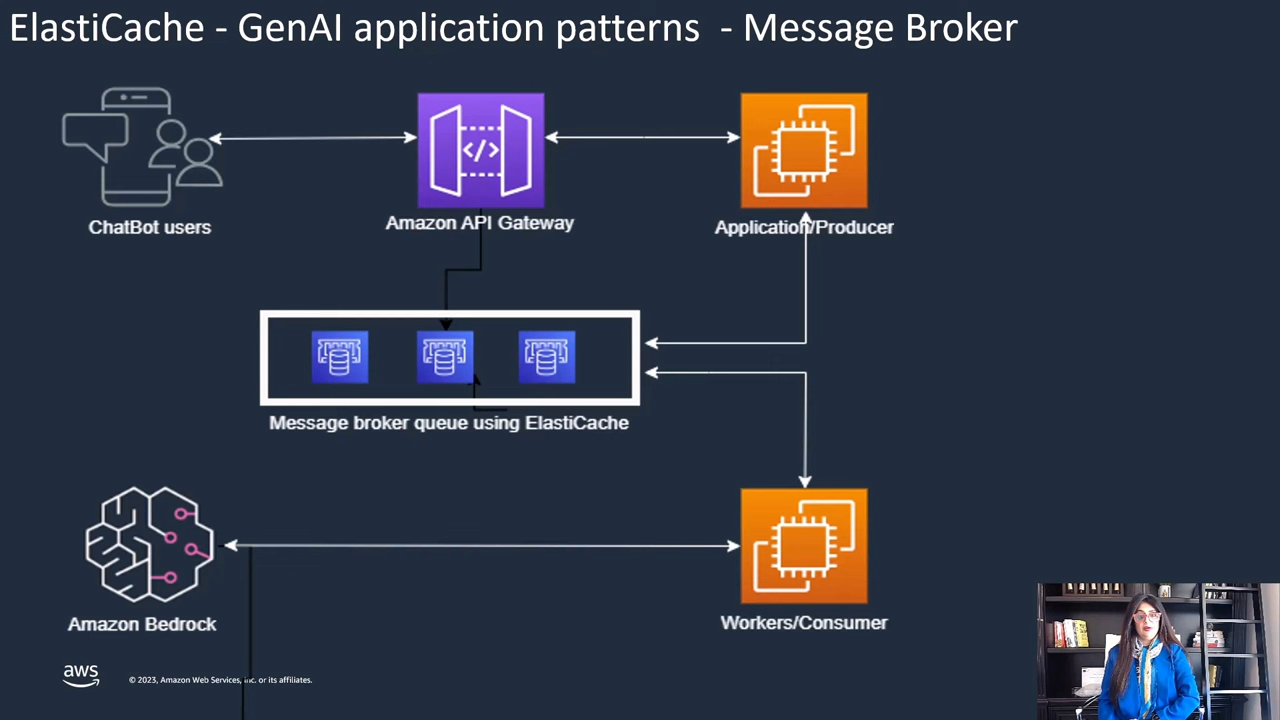 ElastiCache - GenAI application patterns - Message Broker
</>
ChatBot users
Amazon API Gateway
Application/Producer
Message broker queue using ElastiCache
Amazon Bedrock
Workers/Consumer
aws
© 2023, Amazon Web Services, Inc. or its affiliates.